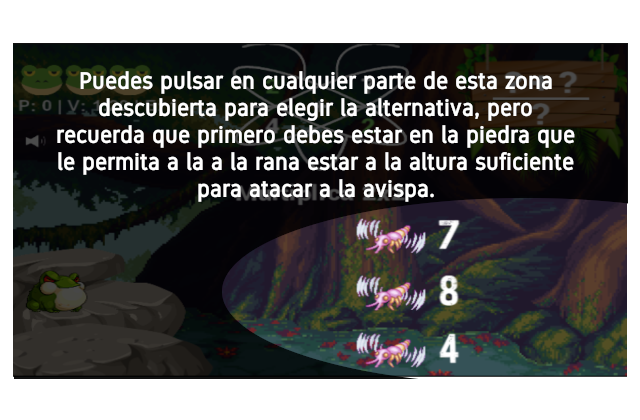 Puedes pulsar en cualquier parte de esta zona
descubierta para elegir la alternativa, pero
recuerda que primero debes estar en la piedra que
le permita a la a la rana estar a la altura suficiente
para atacar a la avispa.
P: 0 | V:
?
?
7
8
4